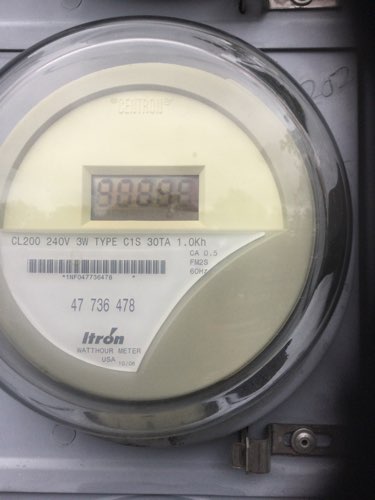 CENTRON
CL200 240V 3W TYPE C1S 30TA 1.0Kh
CA 0.5
FM2S
60Hz
47 736 478
Itrón
WATTHOUR METER
USA